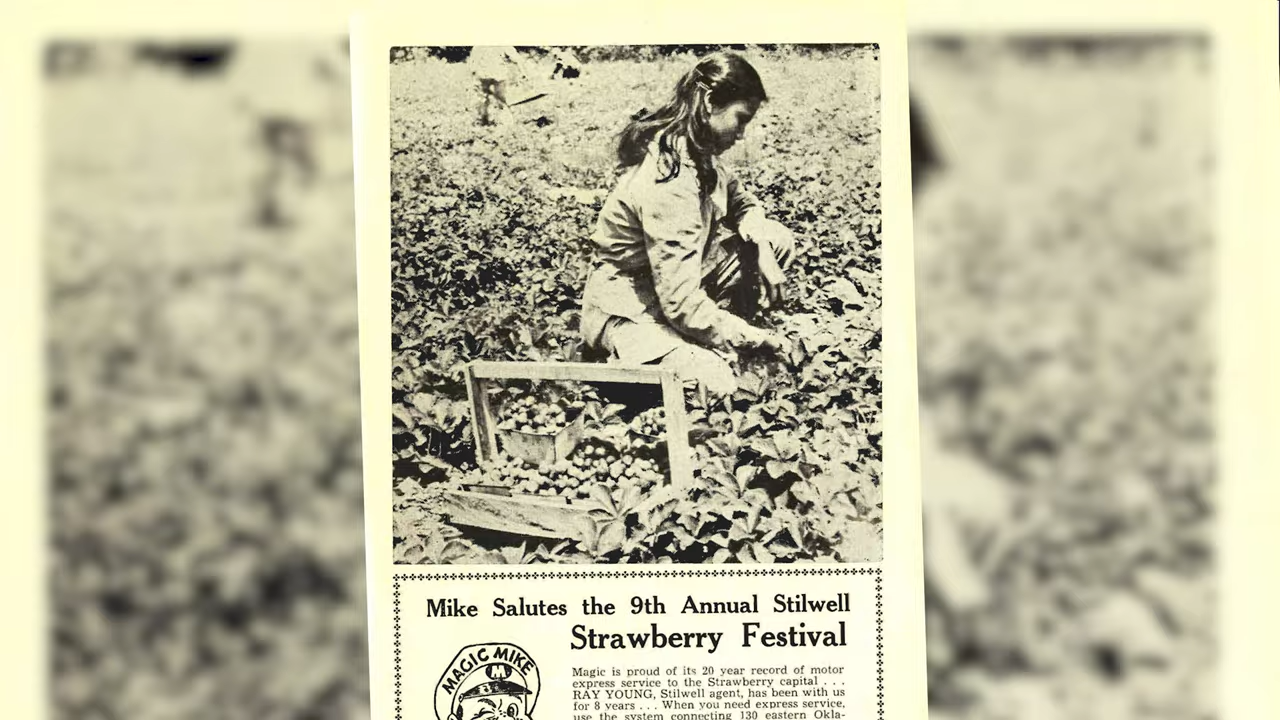 Mike Salutes the 9th Annual Stilwell
Strawberry Festival
MAGIC MIKE
M
Magic is proud of its 20 year record of motor
express service to the Strawberry capital . . .
RAY YOUNG, Stilwell agent, has been with us
for 8 years . . . When you need express service,
use the system connecting 130 eastern Okla-